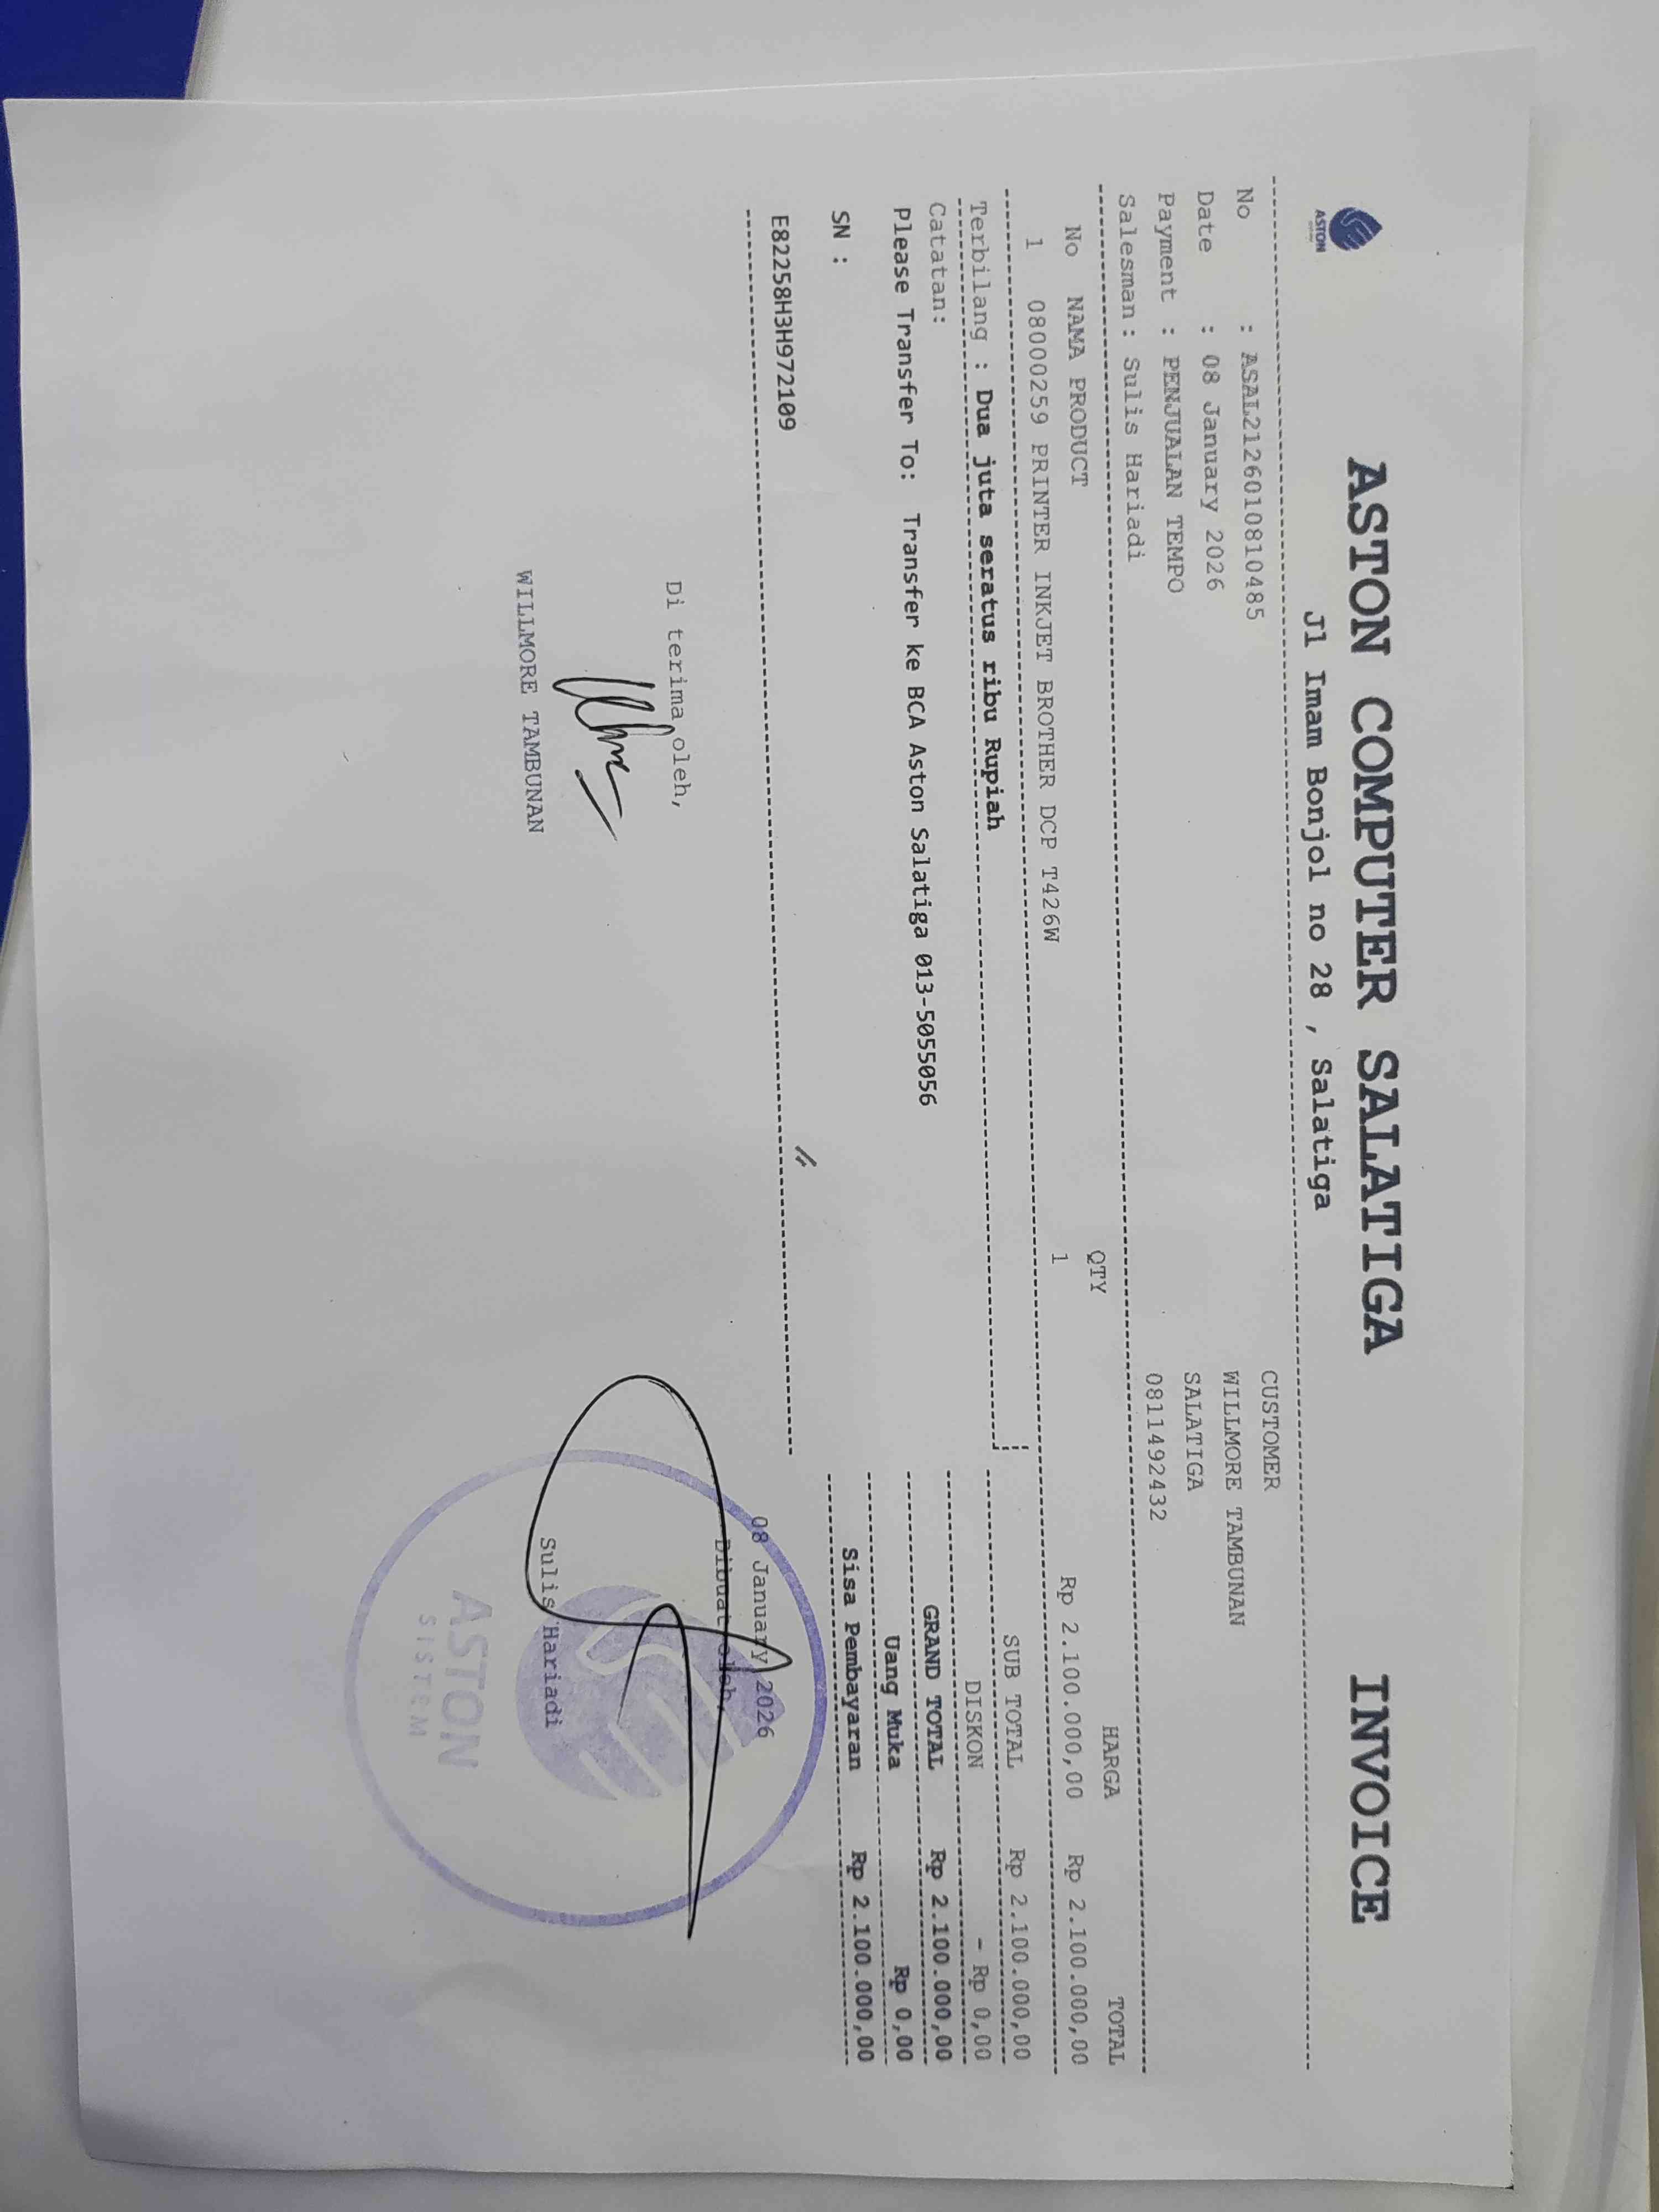 ASTON
ASTON COMPUTER SALATIGA
INVOICE
Jl Imam Bonjol no 28 , Salatiga
No : ASAL2126010810485
Date : 08 January 2026
Payment : PENJUALAN TEMPO
Salesman : Sulis Hariadi
CUSTOMER
WILLMORE TAMBUNAN
SALATIGA
0811492432
No NAMA PRODUCT QTY HARGA TOTAL
1 08000259 PRINTER INKJET BROTHER DCP T426W 1 Rp 2.100.000,00 Rp 2.100.000,00
Terbilang : Dua juta seratus ribu Rupiah
SUB TOTAL Rp 2.100.000,00
DISKON - Rp 0,00
GRAND TOTAL Rp 2.100.000,00
Uang Muka Rp 0,00
Sisa Pembayaran Rp 2.100.000,00
Catatan:
Please Transfer To: Transfer ke BCA Aston Salatiga 013-5055056
SN :
E82258H3H972109
Di terima oleh,
WILLMORE TAMBUNAN
08 January 2026
Dibuat oleh,
Sulis Hariadi
ASTON
SISTEM